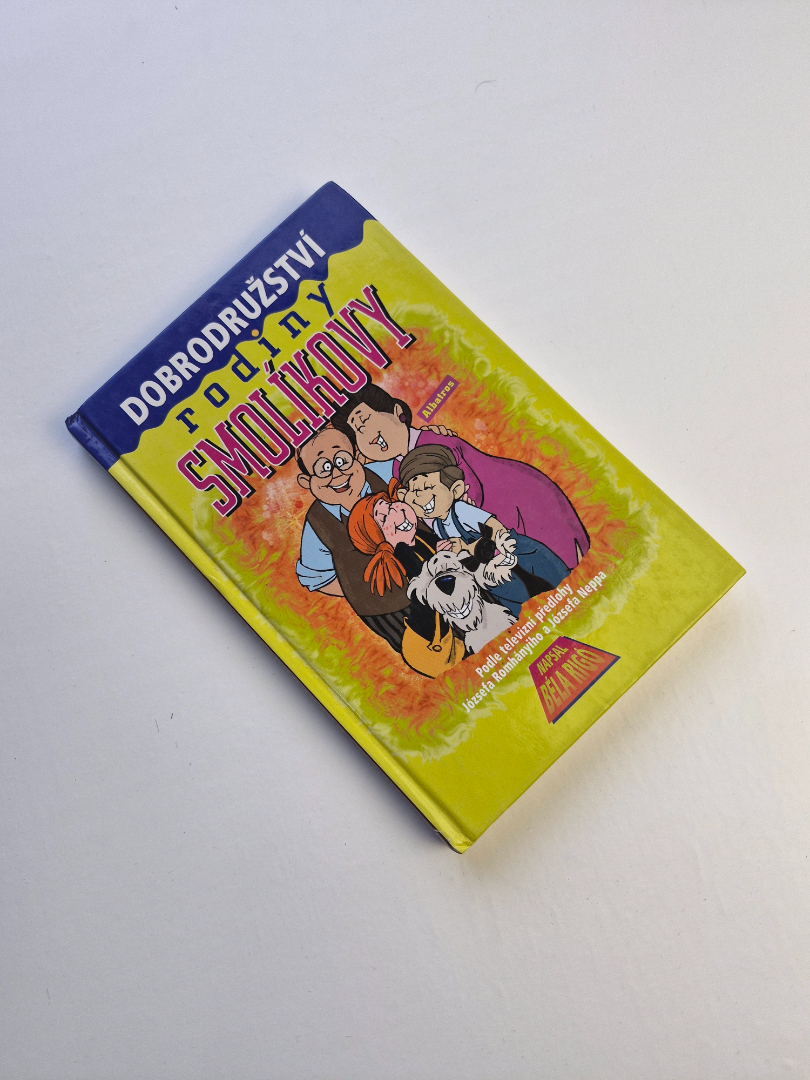 DOBRODRUŽSTVÍ
rodiny
SMOLÍKOVY
Albatros
Podle televizní předlohy
Józsefa Romhányiho a Józsefa Neppa
NAPSAL
BÉLA RIGÓ